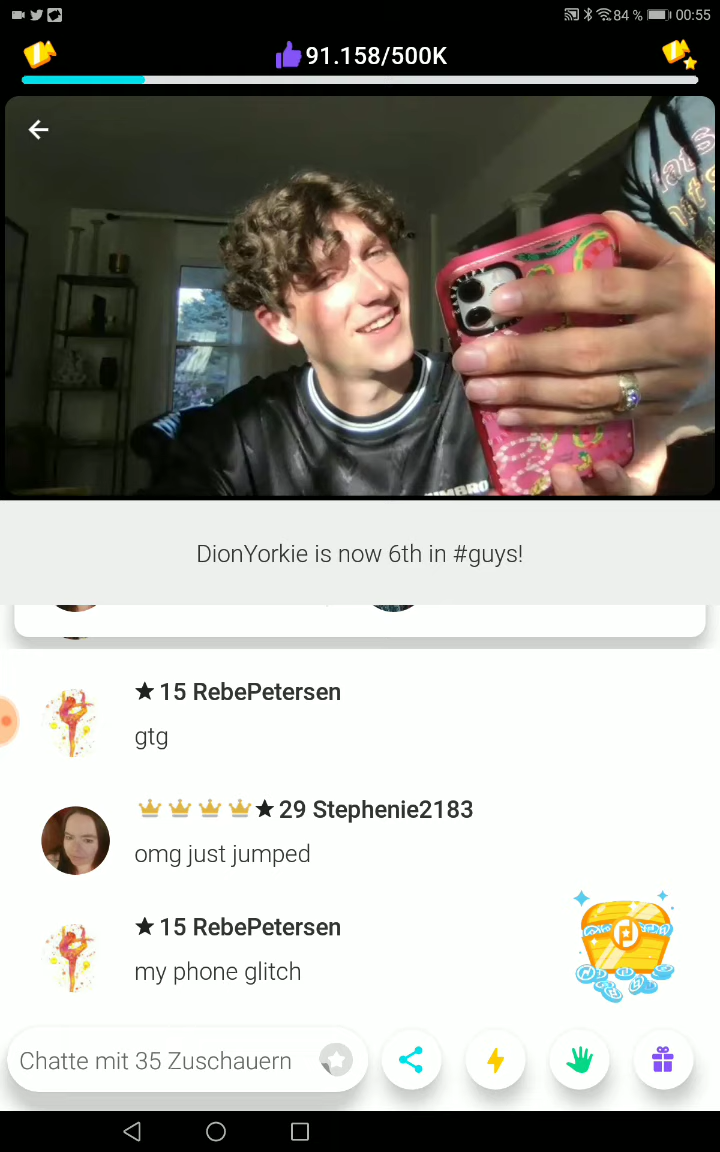 84 % 00:55
91.158/500K
UMBRO
DionYorkie is now 6th in #guys!
★ 15 RebePetersen
gtg
★ 29 Stephenie2183
omg just jumped
★ 15 RebePetersen
my phone glitch
Chatte mit 35 Zuschauern